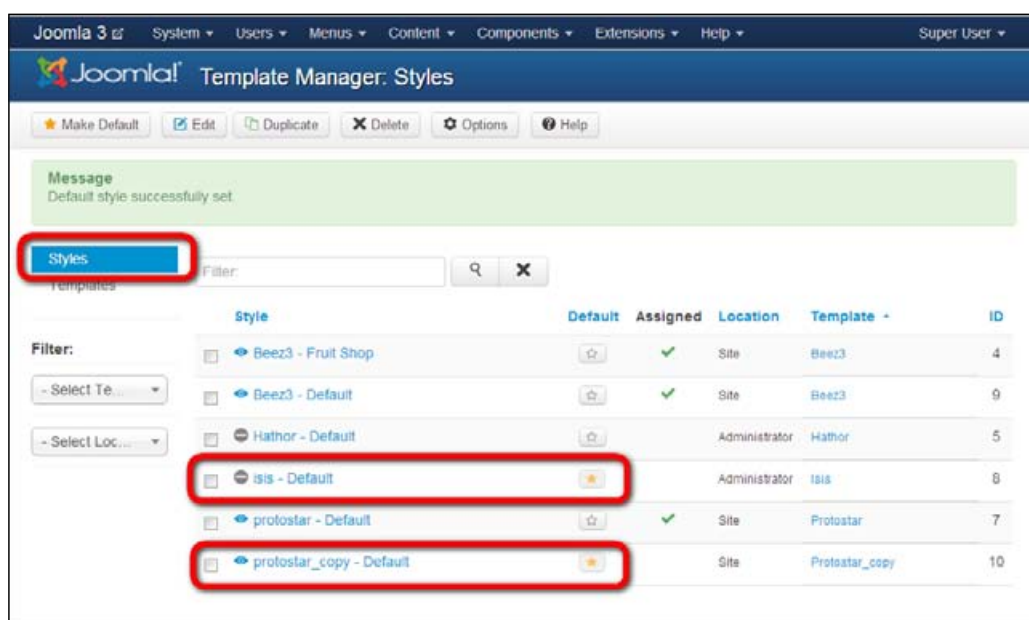 Joomla 3 System Users Menus Content Components Extensions Help Super User
Joomla! Template Manager: Styles
Make Default Edit Duplicate Delete Options Help
Message
Default style successfully set.
Styles
Filter:
Templates
Style Default Assigned Location Template ID
Filter:
Beez3 - Fruit Shop Site Beez3 4
- Select Te...
Beez3 - Default Site Beez3 9
- Select Loc...
Hathor - Default Administrator Hathor 5
isis - Default Administrator Isis 8
protostar - Default Site Protostar 7
protostar_copy - Default Site Protostar_copy 10